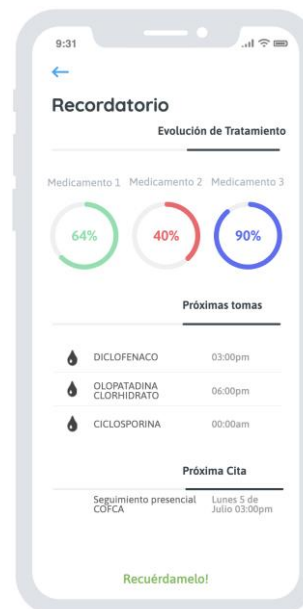 9:31
Recordatorio
Evolución de Tratamiento
Medicamento 1 Medicamento 2 Medicamento 3
64% 40% 90%
Próximas tomas
DICLOFENACO 03:00pm
OLOPATADINA
CLORHIDRATO 06:00pm
CICLOSPORINA 00:00am
Próxima Cita
Seguimiento presencial Lunes 5 de
COFCA Julio 03:00pm
Recuérdamelo!